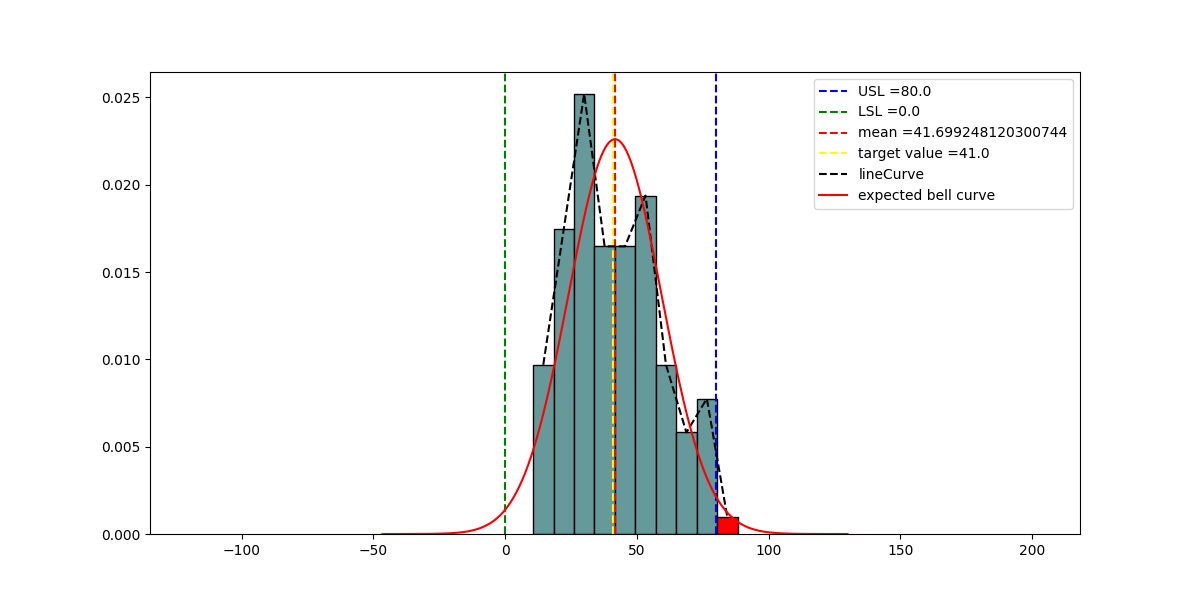 USL =80.0
LSL =0.0
mean =41.699248120300744
target value =41.0
lineCurve
expected bell curve
0.025
0.020
0.015
0.010
0.005
0.000
−100
−50
0
50
100
150
200